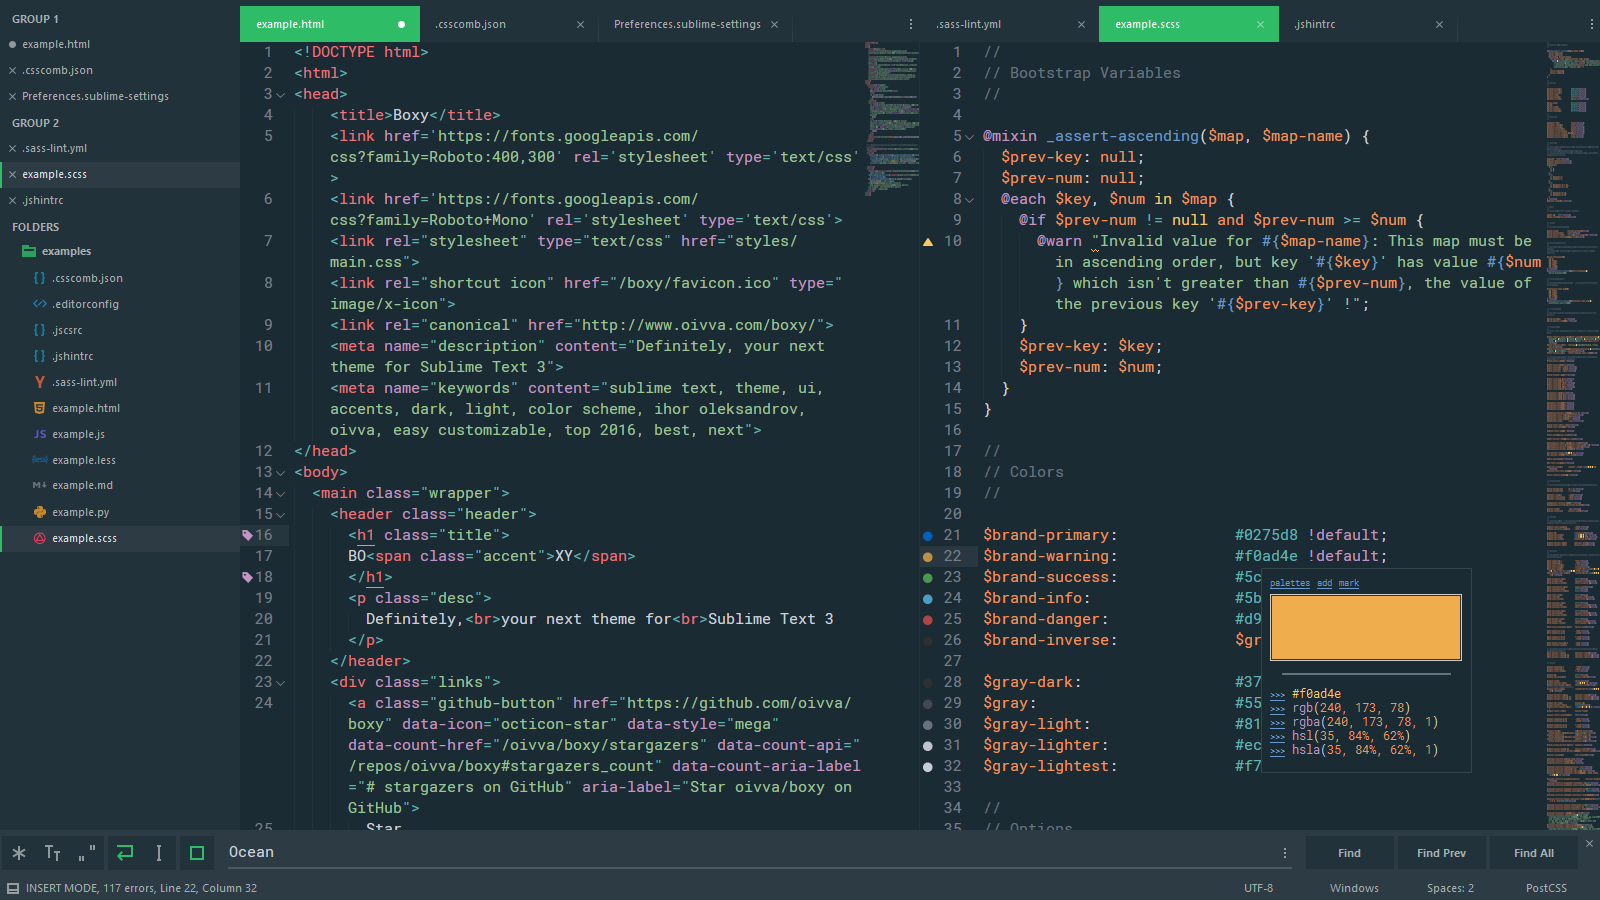 GROUP 1
example.html
.csscomb.json
Preferences.sublime-settings
GROUP 2
.sass-lint.yml
example.scss
.jshintrc
FOLDERS
examples
.csscomb.json
.editorconfig
.jscsrc
.jshintrc
.sass-lint.yml
example.html
example.js
example.less
example.md
example.py
example.scss
example.html
.csscomb.json
Preferences.sublime-settings
1 <!DOCTYPE html>
2 <html>
3 <head>
4 <title>Boxy</title>
5 <link href='https://fonts.googleapis.com/
css?family=Roboto:400,300' rel='stylesheet' type='text/css'
>
6 <link href='https://fonts.googleapis.com/
css?family=Roboto+Mono' rel='stylesheet' type='text/css'>
7 <link rel="stylesheet" type="text/css" href="styles/
main.css">
8 <link rel="shortcut icon" href="/boxy/favicon.ico" type="
image/x-icon">
9 <link rel="canonical" href="http://www.oivva.com/boxy/">
10 <meta name="description" content="Definitely, your next
theme for Sublime Text 3">
11 <meta name="keywords" content="sublime text, theme, ui,
accents, dark, light, color scheme, ihor oleksandrov,
oivva, easy customizable, top 2016, best, next">
12 </head>
13 <body>
14 <main class="wrapper">
15 <header class="header">
16 <h1 class="title">
17 BO<span class="accent">XY</span>
18 </h1>
19 <p class="desc">
20 Definitely,<br>your next theme for<br>Sublime Text 3
21 </p>
22 </header>
23 <div class="links">
24 <a class="github-button" href="https://github.com/oivva/
boxy" data-icon="octicon-star" data-style="mega"
data-count-href="/oivva/boxy/stargazers" data-count-api="
/repos/oivva/boxy#stargazers_count" data-count-aria-label
="# stargazers on GitHub" aria-label="Star oivva/boxy on
GitHub">
25 Star
.sass-lint.yml
example.scss
.jshintrc
1 //
2 // Bootstrap Variables
3 //
4
5 @mixin _assert-ascending($map, $map-name) {
6 $prev-key: null;
7 $prev-num: null;
8 @each $key, $num in $map {
9 @if $prev-num != null and $prev-num >= $num {
10 @warn "Invalid value for #{$map-name}: This map must be
in ascending order, but key '#{$key}' has value #{$num
} which isn't greater than #{$prev-num}, the value of
the previous key '#{$prev-key}' !";
11 }
12 $prev-key: $key;
13 $prev-num: $num;
14 }
15 }
16
17 //
18 // Colors
19 //
20
21 $brand-primary: #0275d8 !default;
22 $brand-warning: #f0ad4e !default;
23 $brand-success: #5c
24 $brand-info: #5b
25 $brand-danger: #d9
26 $brand-inverse: $gr
27
28 $gray-dark: #37
29 $gray: #55
30 $gray-light: #81
31 $gray-lighter: #ec
32 $gray-lightest: #f7
33
34 //
35 // Options
palettes add mark
>>> #f0ad4e
>>> rgb(240, 173, 78)
>>> rgba(240, 173, 78, 1)
>>> hsl(35, 84%, 62%)
>>> hsla(35, 84%, 62%, 1)
Ocean
Find
Find Prev
Find All
INSERT MODE, 117 errors, Line 22, Column 32
UTF-8
Windows
Spaces: 2
PostCSS